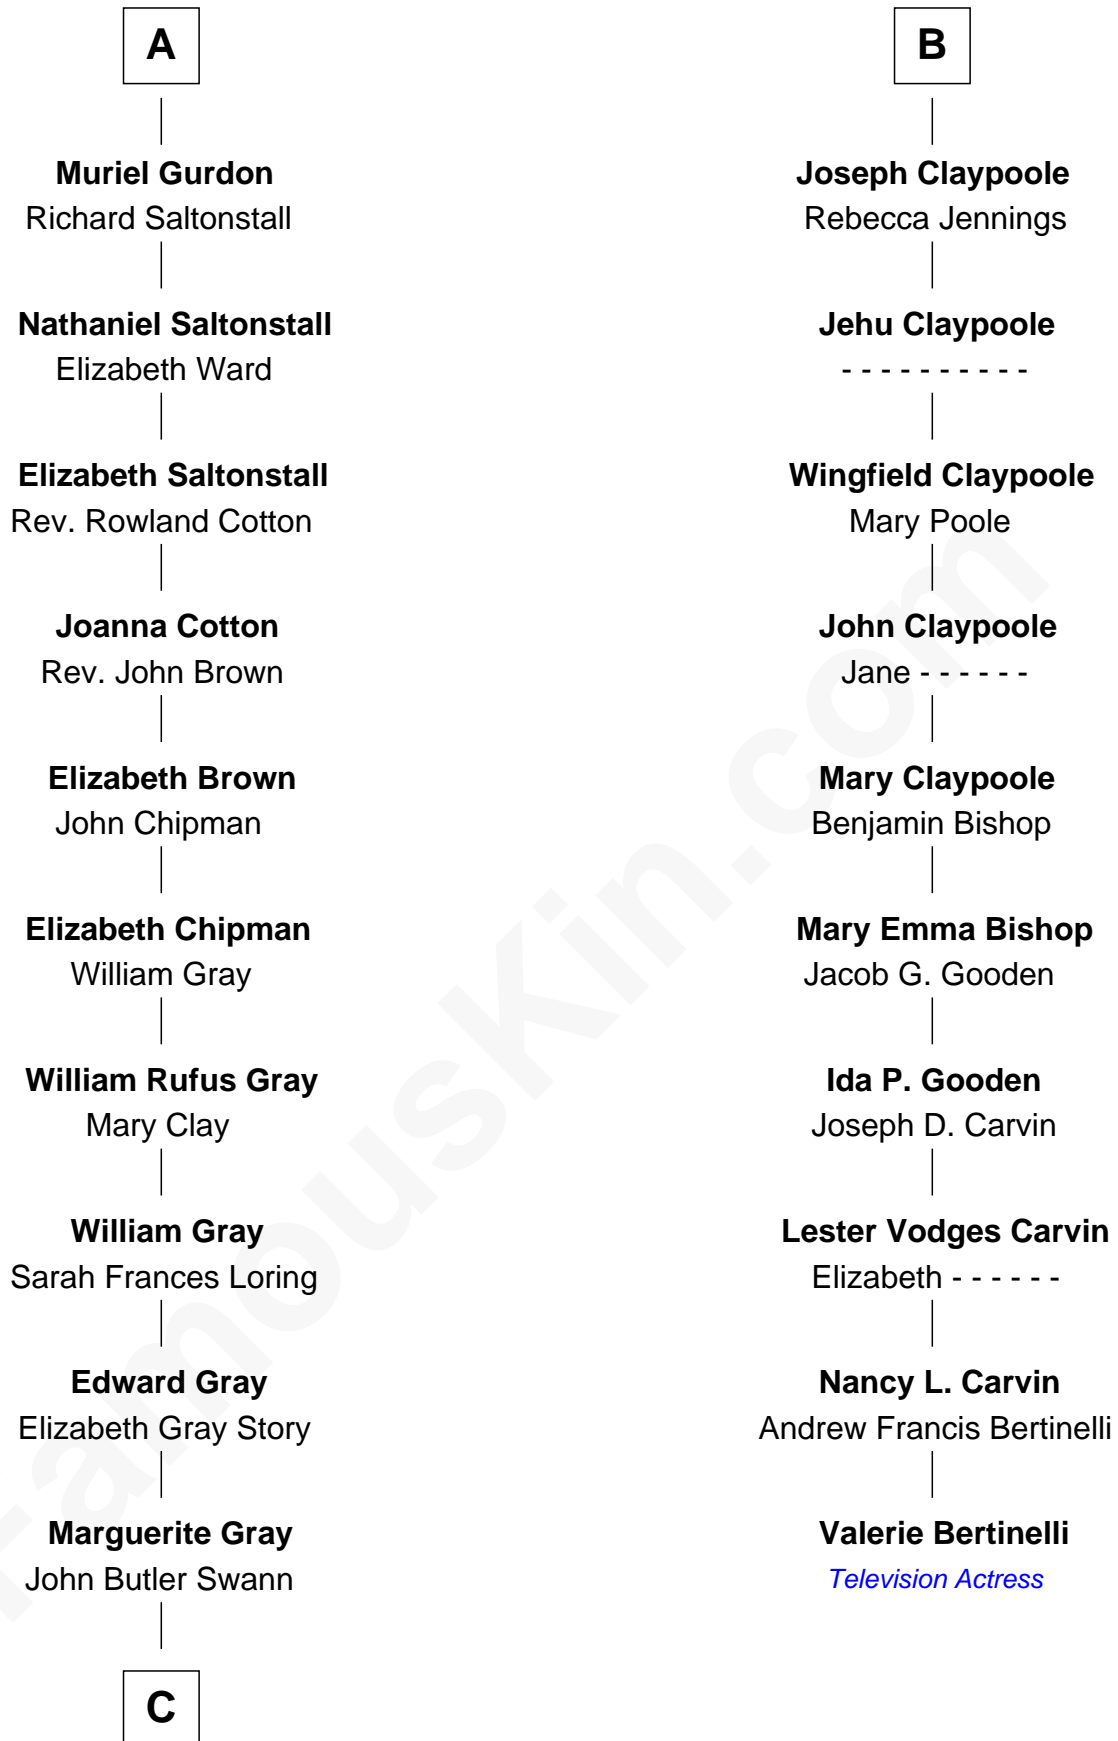 A
Muriel Gurdon
Richard Saltonstall
Nathaniel Saltonstall
Elizabeth Ward
Elizabeth Saltonstall
Rev. Rowland Cotton
Joanna Cotton
Rev. John Brown
Elizabeth Brown
John Chipman
Elizabeth Chipman
William Gray
William Rufus Gray
Mary Clay
William Gray
Sarah Frances Loring
Edward Gray
Elizabeth Gray Story
Marguerite Gray
John Butler Swann
C
B
Joseph Claypoole
Rebecca Jennings
Jehu Claypoole
- - - - - - - - - -
Wingfield Claypoole
Mary Poole
John Claypoole
Jane - - - - - -
Mary Claypoole
Benjamin Bishop
Mary Emma Bishop
Jacob G. Gooden
Ida P. Gooden
Joseph D. Carvin
Lester Vodges Carvin
Elizabeth - - - - - -
Nancy L. Carvin
Andrew Francis Bertinelli
Valerie Bertinelli
Television Actress
FamousKin.com